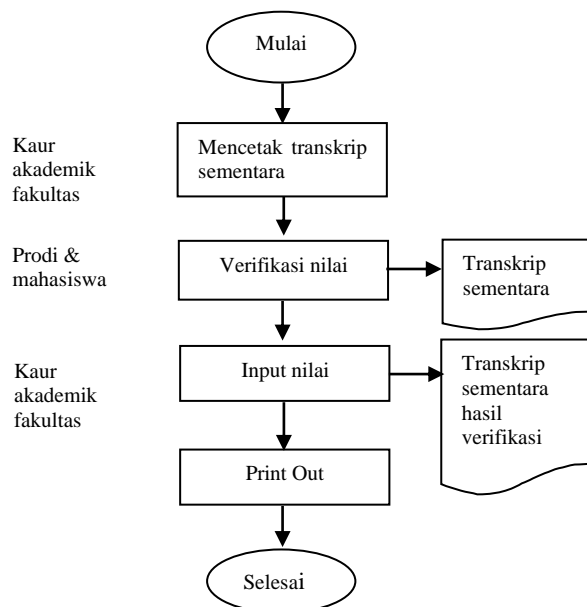 Mulai
Kaur
akademik
fakultas
Mencetak transkrip
sementara
Prodi &
mahasiswa
Verifikasi nilai
Transkrip
sementara
Kaur
akademik
fakultas
Input nilai
Transkrip
sementara
hasil
verifikasi
Print Out
Selesai